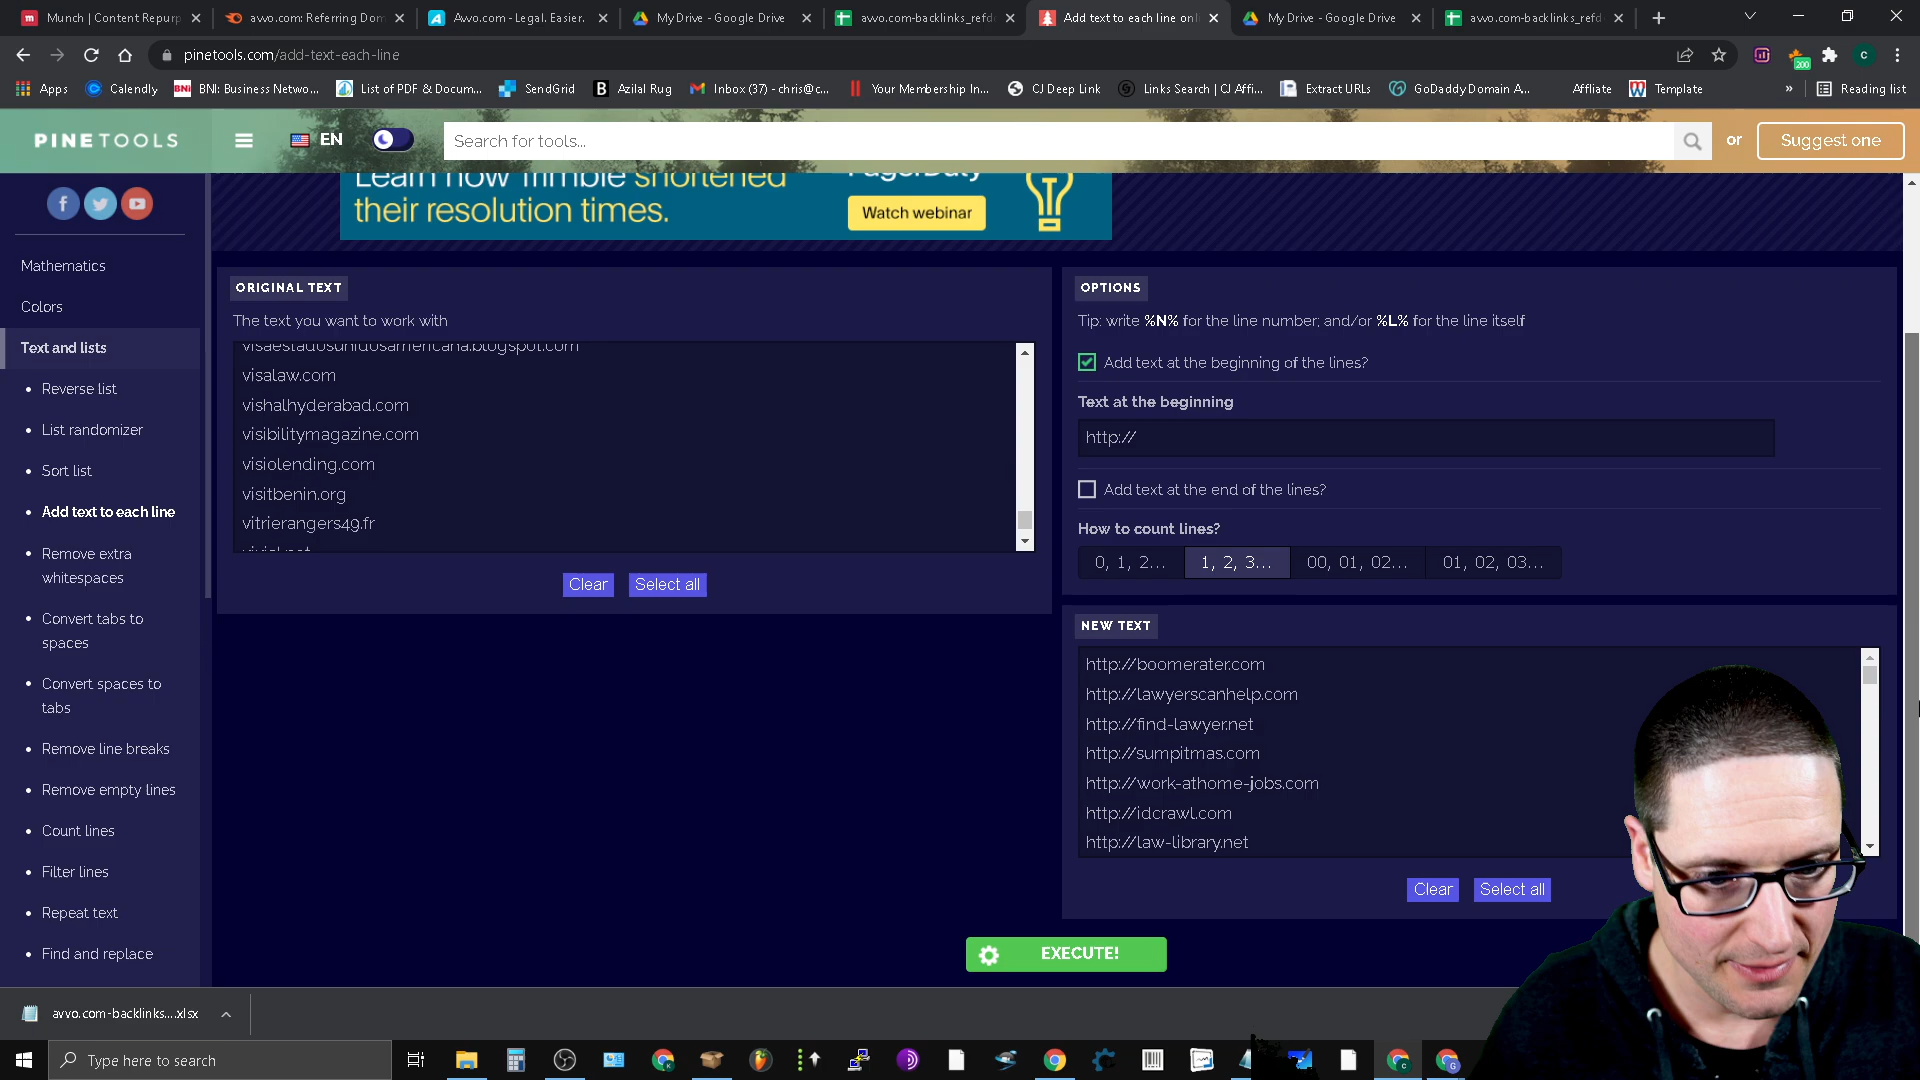 Munch | Content Repurp
avvo.com: Referring Dom
Avvo.com - Legal. Easier.
My Drive - Google Drive
avvo.com-backlinks_refd
Add text to each line onl
My Drive - Google Drive
avvo.com-backlinks_refd
pinetools.com/add-text-each-line
200
C
Apps
Calendly
BNI: Business Netwo...
List of PDF & Docum...
SendGrid
Azilal Rug
Inbox (37) - chris@c...
Your Membership In...
CJ Deep Link
Links Search | CJ Affi...
Extract URLs
GoDaddy Domain A...
Affliate
Template
»
Reading list
PINETOOLS
EN
Search for tools...
or
Suggest one
Learn how Trimble shortened
their resolution times.
PagerDuty
Watch webinar
Mathematics
Colors
Text and lists
• Reverse list
• List randomizer
• Sort list
• Add text to each line
• Remove extra
whitespaces
• Convert tabs to
spaces
• Convert spaces to
tabs
• Remove line breaks
• Remove empty lines
• Count lines
• Filter lines
• Repeat text
• Find and replace
ORIGINAL TEXT
The text you want to work with
visaestadosunidosamericana.blogspot.com
visalaw.com
vishalhyderabad.com
visibilitymagazine.com
visiolending.com
visitbenin.org
vitrierangers49.fr
Clear
Select all
OPTIONS
Tip: write %N% for the line number; and/or %L% for the line itself
Add text at the beginning of the lines?
Text at the beginning
http://
Add text at the end of the lines?
How to count lines?
0, 1, 2...
1, 2, 3...
00, 01, 02...
01, 02, 03...
NEW TEXT
http://boomerater.com
http://lawyerscanhelp.com
http://find-lawyer.net
http://sumpitmas.com
http://work-athome-jobs.com
http://idcrawl.com
http://law-library.net
Clear
Select all
EXECUTE!
avvo.com-backlinks....xlsx
Type here to search